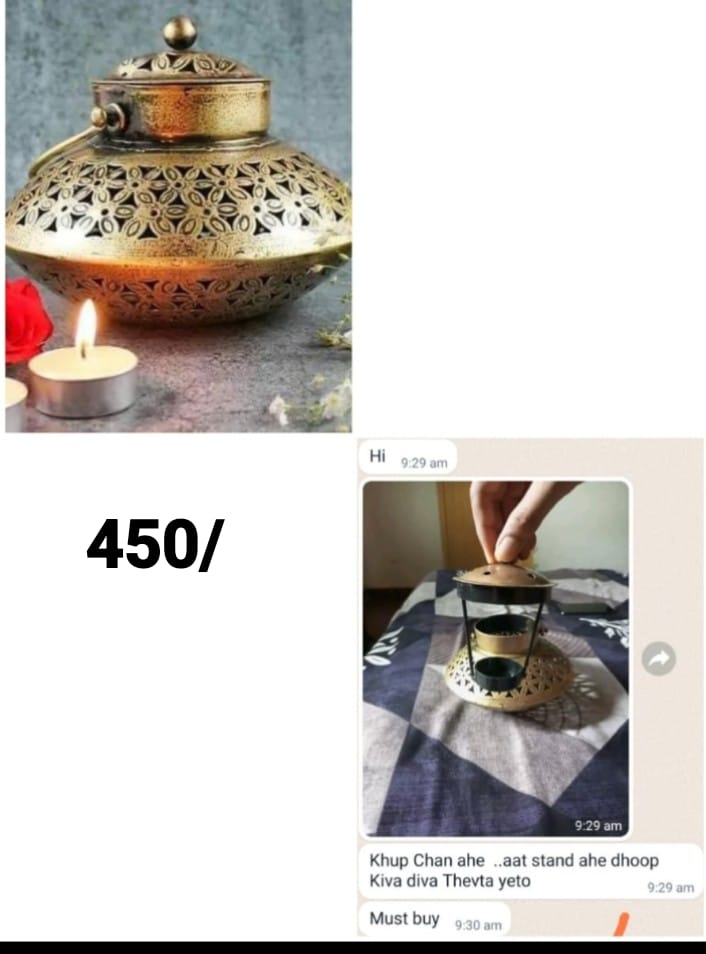 Hi 9:29 am
450/
9:29 am
Khup Chan ahe ..aat stand ahe dhoop
Kiva diva Thevta yeto 9:29 am
Must buy 9:30 am